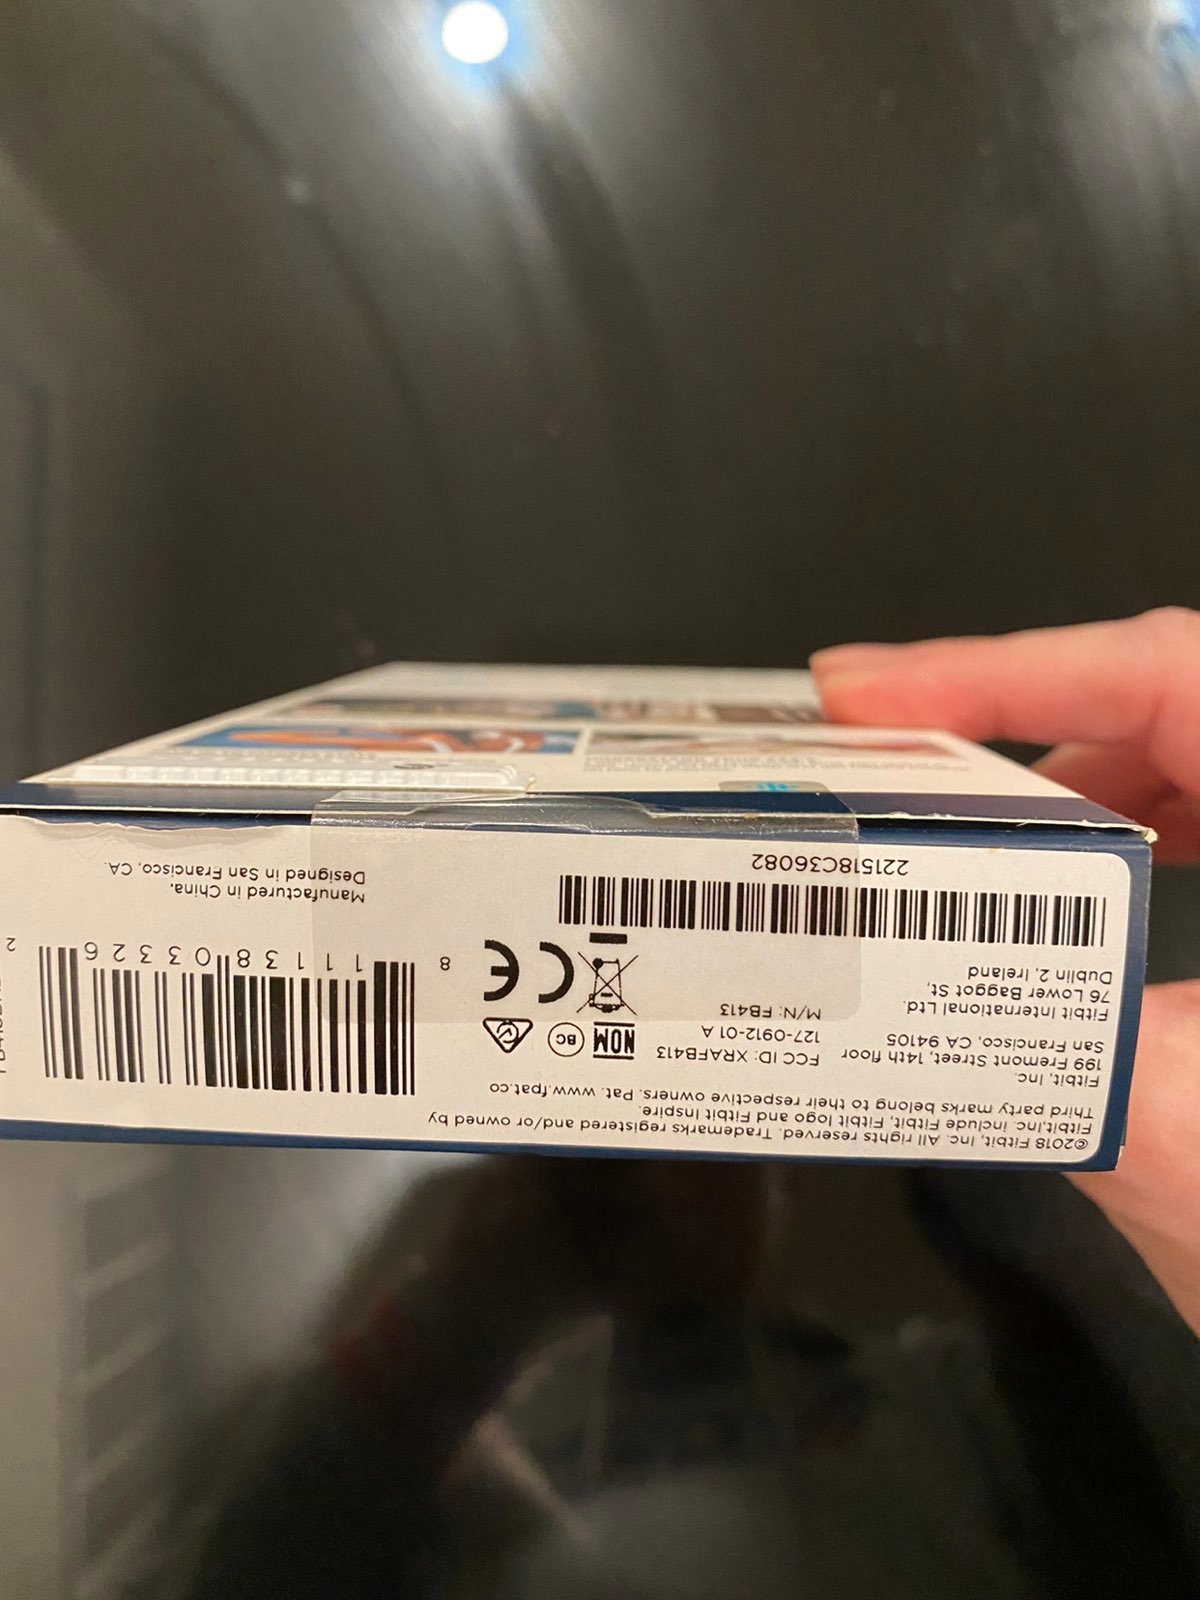 ©2018 Fitbit, Inc. All rights reserved. Trademarks registered and/or owned by
Fitbit,Inc. include Fitbit, Fitbit logo and Fitbit Inspire.
Third party marks belong to their respective owners. Pat. www.fpat.co
Fitbit, Inc.
199 Fremont Street, 14th floor
San Francisco, CA 94105
Fitbit International Ltd.
76 Lower Baggot St,
Dublin 2, Ireland
FCC ID: XRAFB413
127-0912-01 A
M/N: FB413
NOM BC
CE
221518C36082
8 11138 03326 2
Manufactured in China.
Designed in San Francisco, CA.